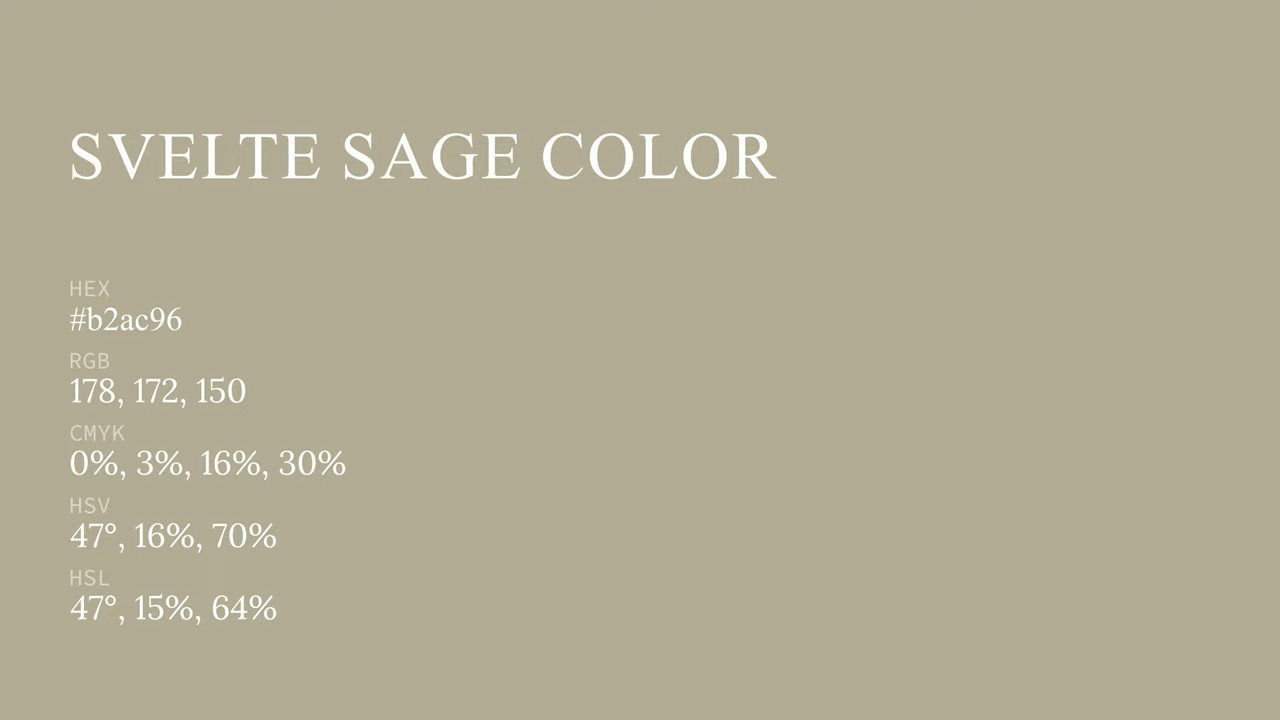 SVELTE SAGE COLOR
HEX
#b2ac96
RGB
178, 172, 150
CMYK
0%, 3%, 16%, 30%
HSV
47°, 16%, 70%
HSL
47°, 15%, 64%